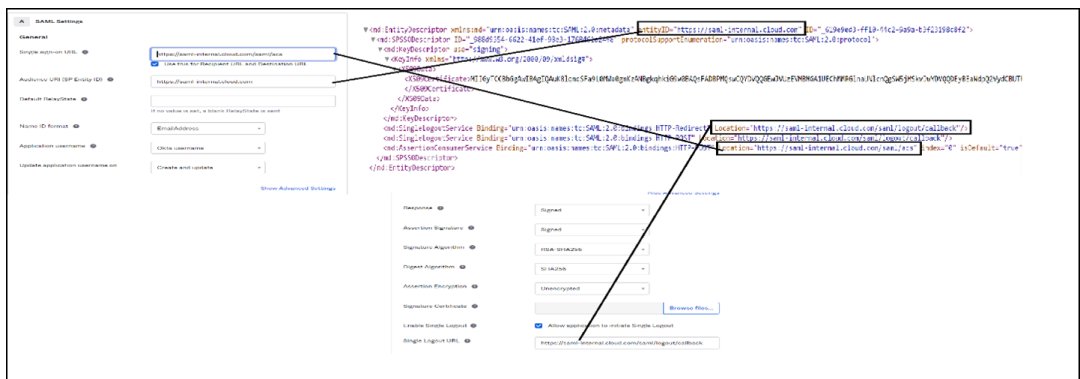 A SAML Settings
General
Single sign-on URL
https://saml-internal.cloud.com/saml/acs
Use this for Recipient URL and Destination URL
Audience URI (SP Entity ID)
https://saml-internal.cloud.com
Default RelayState
If no value is set, a blank RelayState is sent
Name ID format
EmailAddress
Application username
Okta username
Update application username on
Create and update
Show Advanced Settings
<md:EntityDescriptor xmlns:md="urn:oasis:names:tc:SAML:2.0:metadata" entityID="https://saml-internal.cloud.com"
<md:SPSSODescriptor protocolSupportEnumeration="urn:oasis:names:tc:SAML:2.0:protocol">
<md:KeyDescriptor use="signing">
<KeyInfo
<X509Data>
<X509Certificate>
</X509Data>
</KeyInfo>
</md:KeyDescriptor>
<md:SingleLogoutService Binding="urn:oasis:names:tc:SAML:2.0:bindings:HTTP-Redirect" Location="https://saml-internal.cloud.com/saml/logout/callback"/>
<md:SingleLogoutService Binding="urn:oasis:names:tc:SAML:2.0:bindings:HTTP-POST" Location="https://saml-internal.cloud.com/saml/logout/callback"/>
<md:AssertionConsumerService Binding="urn:oasis:names:tc:SAML:2.0:bindings:HTTP-POST" Location="https://saml-internal.cloud.com/saml/acs" index="0" isDefault="true"
</md:SPSSODescriptor>
</md:EntityDescriptor>
Advanced Settings
Response
Signed
Assertion Signature
Signed
Signature Algorithm
RSA-SHA256
Digest Algorithm
SHA256
Assertion Encryption
Unencrypted
Signature Certificate
Browse files...
Enable Single Logout
Allow application to initiate Single Logout
Single Logout URL
https://saml-internal.cloud.com/saml/logout/callback